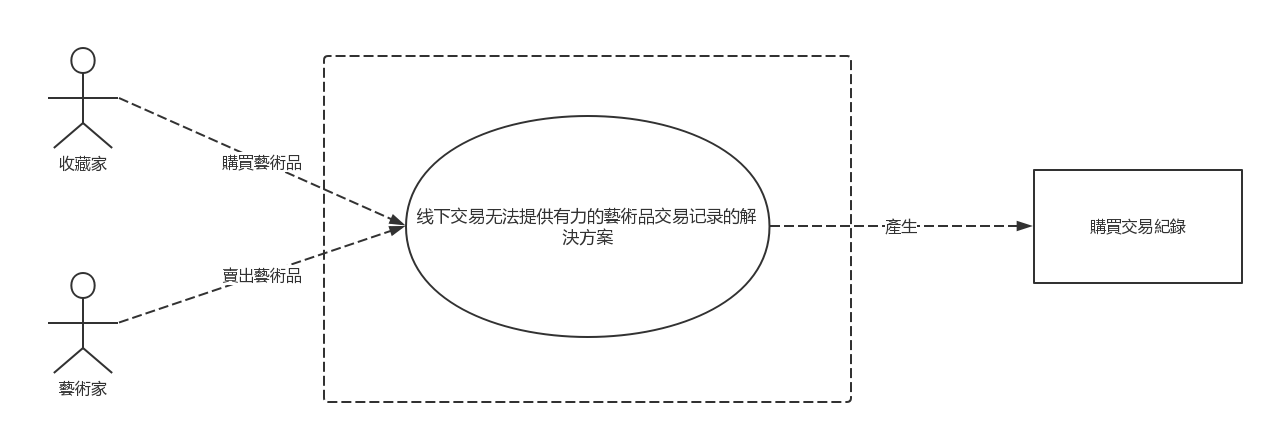 收藏家
購買藝術品
线下交易无法提供有力的藝術品交易记录的解
決方案
產生
購買交易紀錄
賣出藝術品
藝術家